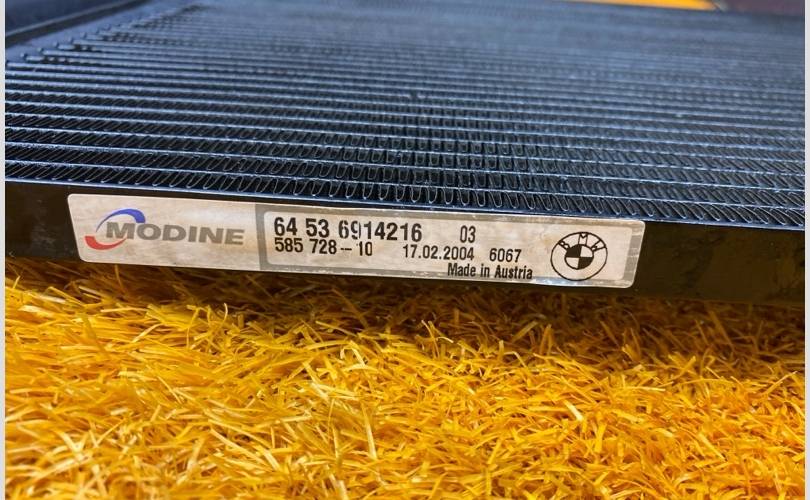 MODINE
64 53 6914216 03
585 728-10 17.02.2004 6067
Made in Austria
BMW